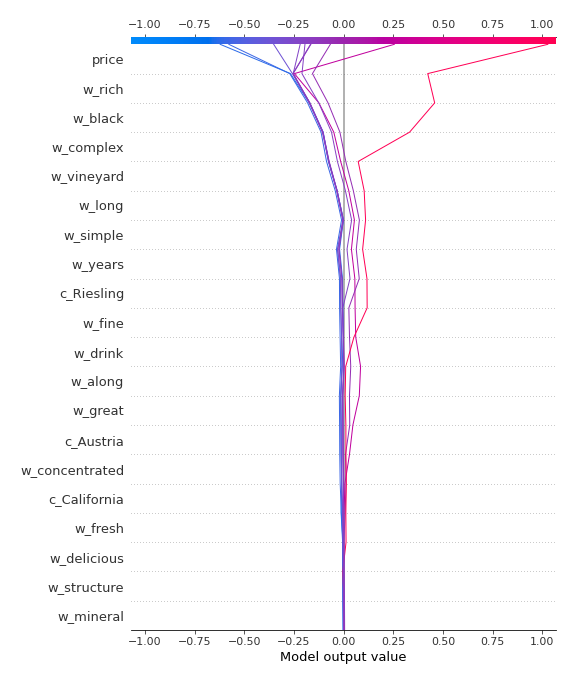 −1.00 −0.75 −0.50 −0.25 0.00 0.25 0.50 0.75 1.00
price
w_rich
w_black
w_complex
w_vineyard
w_long
w_simple
w_years
c_Riesling
w_fine
w_drink
w_along
w_great
c_Austria
w_concentrated
c_California
w_fresh
w_delicious
w_structure
w_mineral
−1.00 −0.75 −0.50 −0.25 0.00 0.25 0.50 0.75 1.00
Model output value